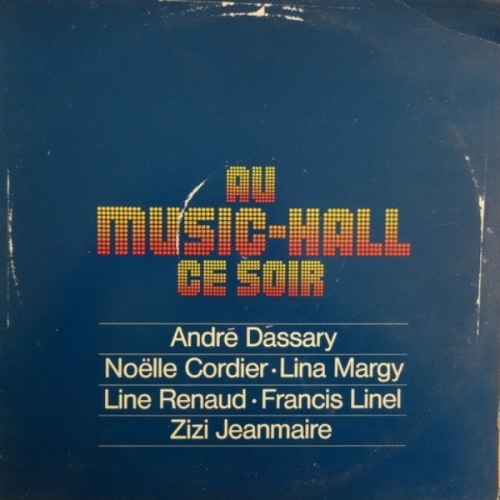 AU
MUSIC-HALL
CE SOIR
André Dassary
Noëlle Cordier · Lina Margy
Line Renaud · Francis Linel
Zizi Jeanmaire